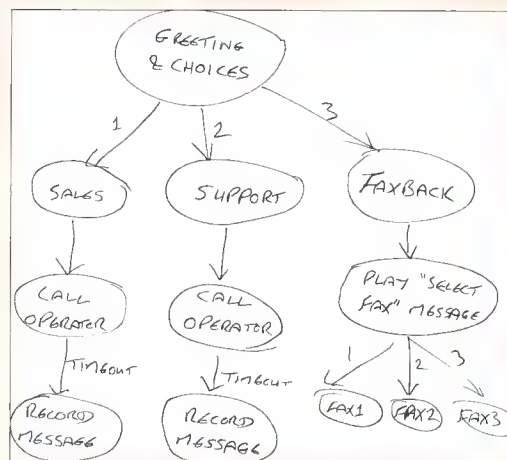 GREETING
& CHOICES
1
2
3
SALES
SUPPORT
FAXBACK
CALL
OPERATOR
CALL
OPERATOR
PLAY "SELECT
FAX" MESSAGE
TIMEOUT
TIMEOUT
1
2
3
RECORD
MESSAGE
RECORD
MESSAGE
FAX1
FAX2
FAX3